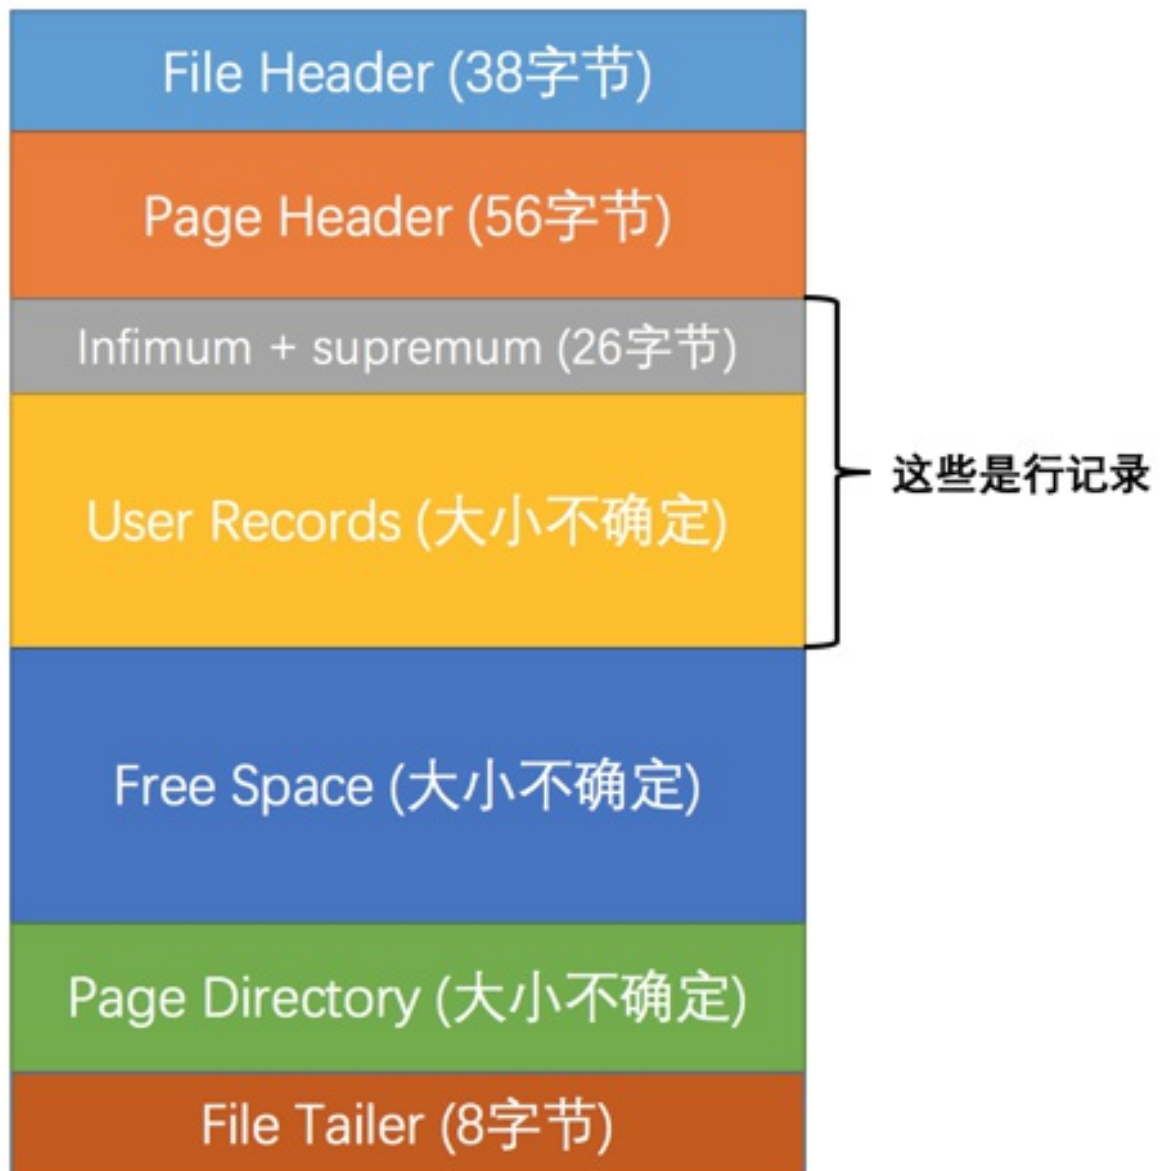 File Header (38字节)
Page Header (56字节)
Infimum + supremum (26字节)
User Records (大小不确定)
这些是行记录
Free Space (大小不确定)
Page Directory (大小不确定)
File Tailer (8字节)